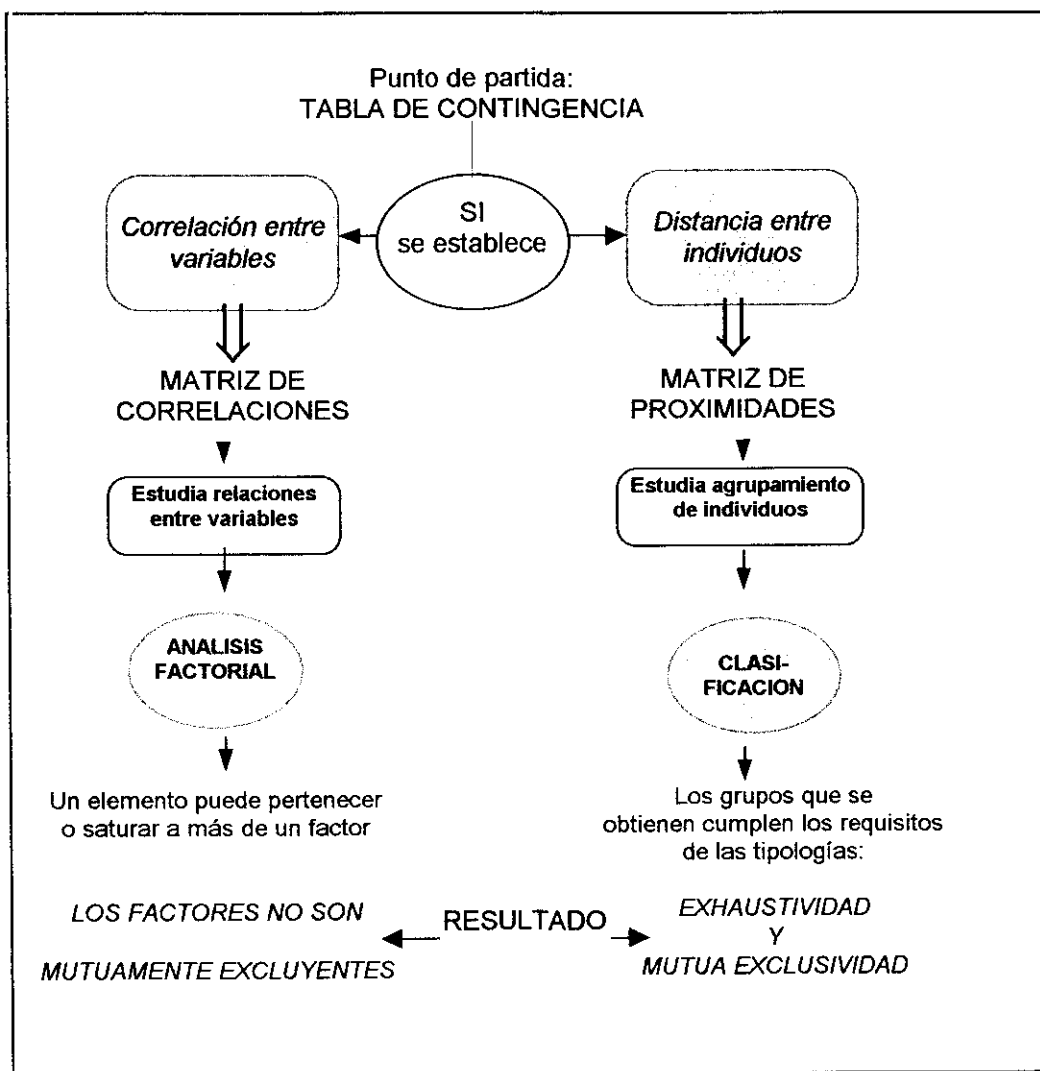 Punto de partida:
TABLA DE CONTINGENCIA
Correlación entre
variables
SI
se establece
Distancia entre
individuos
MATRIZ DE
CORRELACIONES
MATRIZ DE
PROXIMIDADES
Estudia relaciones
entre variables
Estudia agrupamiento
de individuos
ANALISIS
FACTORIAL
CLASI-
FICACION
Un elemento puede pertenecer
o saturar a más de un factor
Los grupos que se
obtienen cumplen los requisitos
de las tipologías:
LOS FACTORES NO SON
MUTUAMENTE EXCLUYENTES
RESULTADO
EXHAUSTIVIDAD
Y
MUTUA EXCLUSIVIDAD